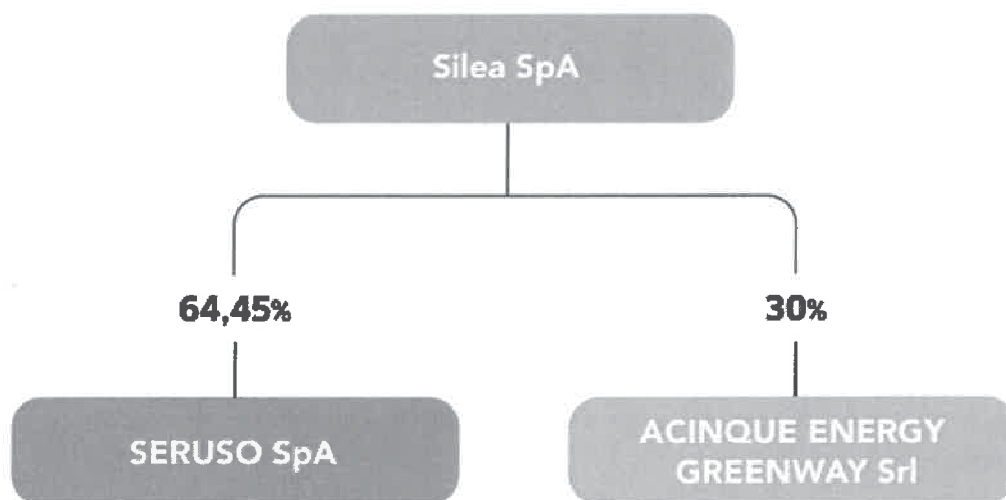 Silea SpA
64,45%
30%
SERUSO SpA
ACINQUE ENERGY
GREENWAY Srl